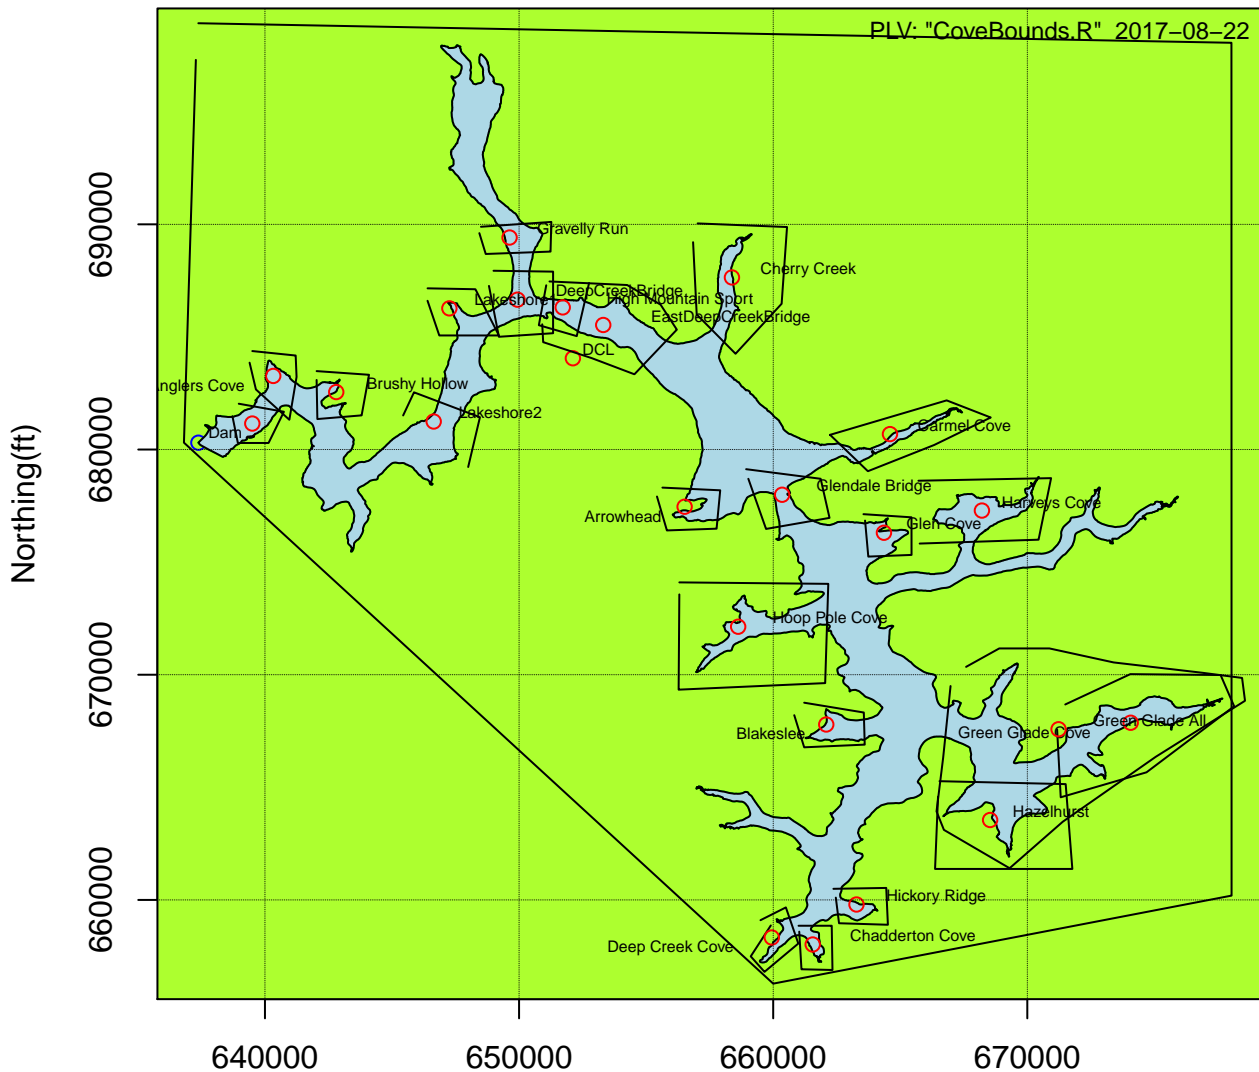 PLV: "CoveBounds.R" 2017−08−22
Northing(ft)
690000
680000
670000
660000
Gravelly Run
Cherry Creek
DeepCreekBridge
Lakeshore
High Mountain Sport
EastDeepCreekBridge
DCL
nglers Cove
Brushy Hollow
Lakeshore2
Dam
Carmel Cove
Glendale Bridge
Harveys Cove
Arrowhead
Glen Cove
Hoop Pole Cove
Green Glade All
Blakeslee
Green Glade Cove
Hazelhurst
Hickory Ridge
Chadderton Cove
Deep Creek Cove
640000
650000
660000
670000